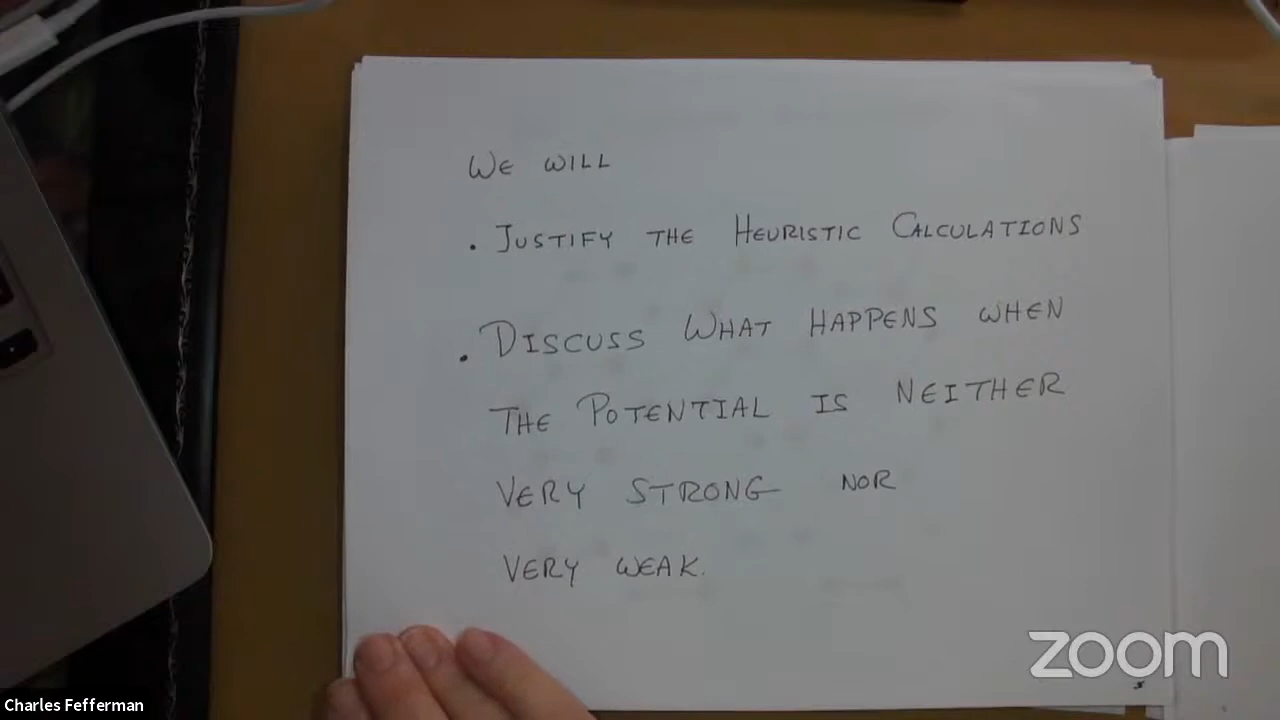 WE WILL
. JUSTIFY THE HEURISTIC CALCULATIONS
. DISCUSS WHAT HAPPENS WHEN
THE POTENTIAL IS NEITHER
VERY STRONG NOR
VERY WEAK.
zoom
Charles Fefferman